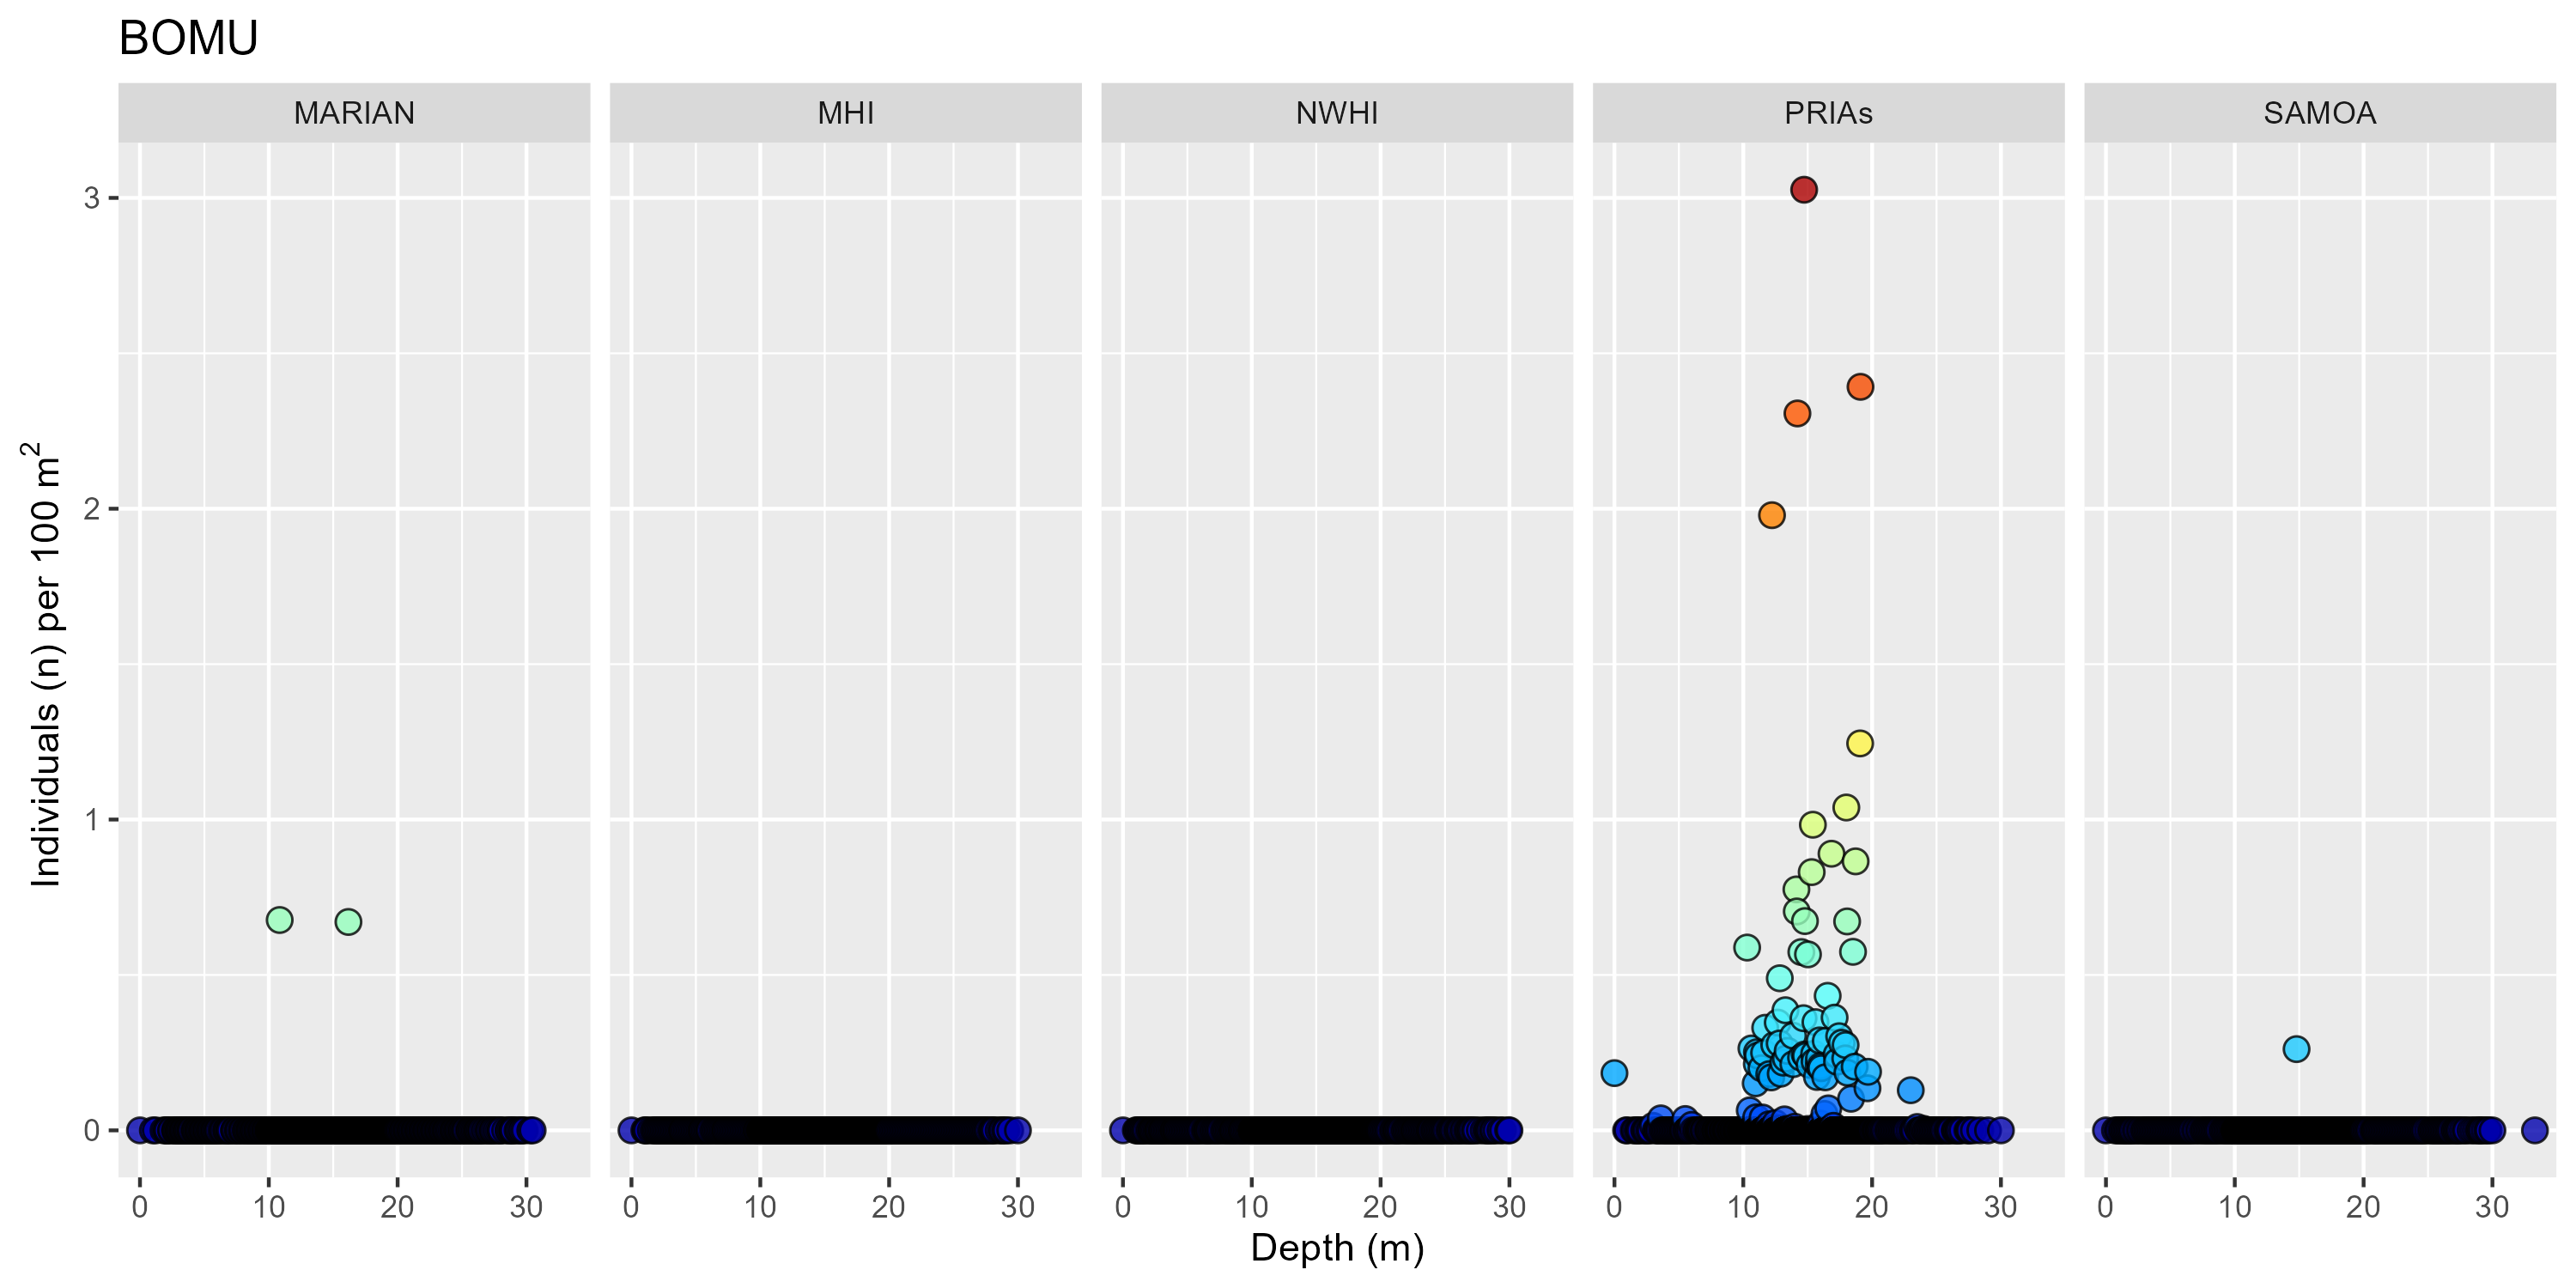 BOMU
MARIAN MHI NWHI PRIAs SAMOA
Individuals (n) per 100 m²
3
2
1
0
0 10 20 30 0 10 20 30 0 10 20 30 0 10 20 30 0 10 20 30
Depth (m)